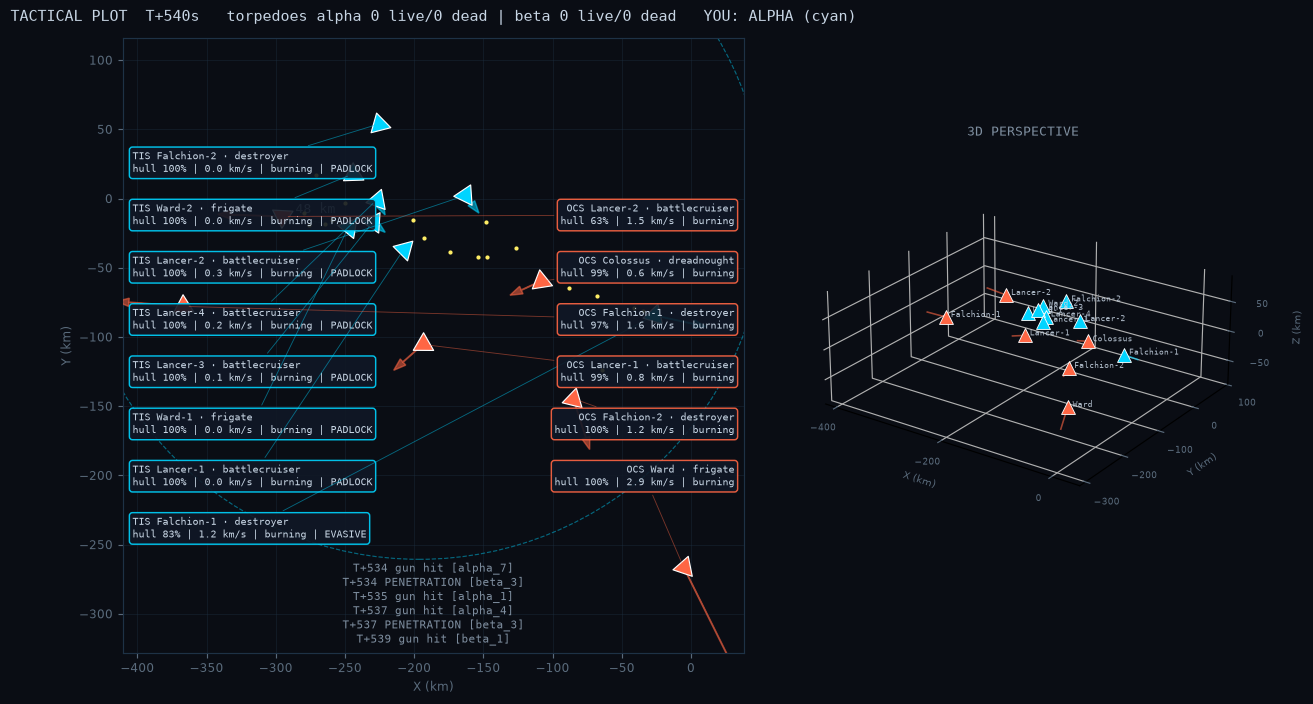 TACTICAL PLOT  T+540s   torpedoes alpha 0 live/0 dead | beta 0 live/0 dead   YOU: ALPHA (cyan)
3D PERSPECTIVE
100
50
0
−50
−100
−150
−200
−250
−300
Y (km)
−400
−350
−300
−250
−200
−150
−100
−50
0
X (km)
TIS Falchion-2 · destroyer
hull 100% | 0.0 km/s | burning | PADLOCK
TIS Ward-2 · frigate
hull 100% | 0.0 km/s | burning | PADLOCK
TIS Lancer-2 · battlecruiser
hull 100% | 0.3 km/s | burning | PADLOCK
TIS Lancer-4 · battlecruiser
hull 100% | 0.2 km/s | burning | PADLOCK
TIS Lancer-3 · battlecruiser
hull 100% | 0.1 km/s | burning | PADLOCK
TIS Ward-1 · frigate
hull 100% | 0.0 km/s | burning | PADLOCK
TIS Lancer-1 · battlecruiser
hull 100% | 0.0 km/s | burning | PADLOCK
TIS Falchion-1 · destroyer
hull 83% | 1.2 km/s | burning | EVASIVE
OCS Lancer-2 · battlecruiser
hull 63% | 1.5 km/s | burning
OCS Colossus · dreadnought
hull 99% | 0.6 km/s | burning
OCS Falchion-1 · destroyer
hull 97% | 1.6 km/s | burning
OCS Lancer-1 · battlecruiser
hull 99% | 0.8 km/s | burning
OCS Falchion-2 · destroyer
hull 100% | 1.2 km/s | burning
OCS Ward · frigate
hull 100% | 2.9 km/s | burning
T+534 gun hit [alpha_7]
T+534 PENETRATION [beta_3]
T+535 gun hit [alpha_1]
T+537 gun hit [alpha_4]
T+537 PENETRATION [beta_3]
T+539 gun hit [beta_1]
Lancer-2
Falchion-2
Falchion-1
Lancer-2
Lancer-1
Colossus
Falchion-1
Falchion-2
Ward
50
0
−50
Z (km)
−400
−200
0
X (km)
100
0
−100
−200
−300
Y (km)